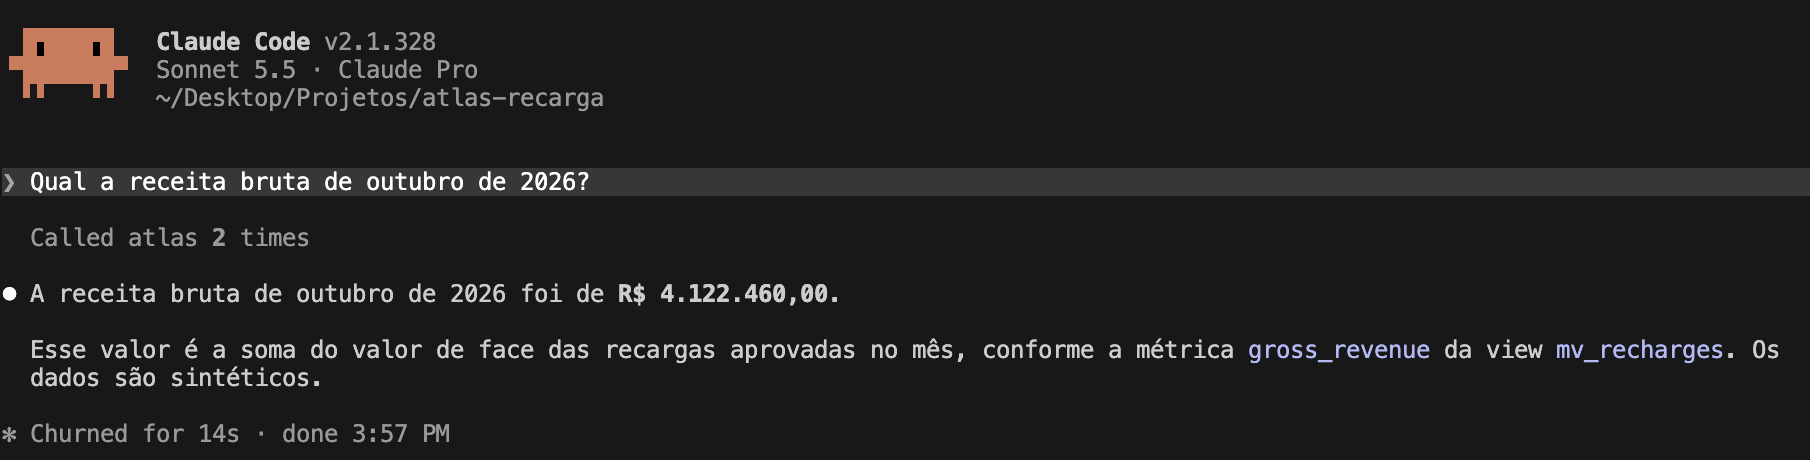 Claude Code v2.1.328
Sonnet 5.5 · Claude Pro
~/Desktop/Projetos/atlas-recarga
❯ Qual a receita bruta de outubro de 2026?
Called atlas 2 times
● A receita bruta de outubro de 2026 foi de R$ 4.122.460,00.
Esse valor é a soma do valor de face das recargas aprovadas no mês, conforme a métrica gross_revenue da view mv_recharges. Os
dados são sintéticos.
✻ Churned for 14s · done 3:57 PM